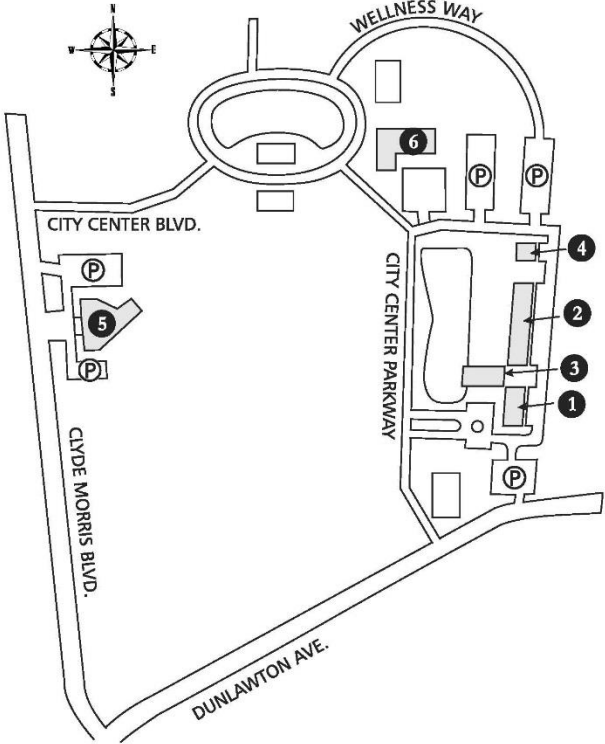 WELLNESS WAY
N
W E
S
6
P P
CITY CENTER BLVD.
4
P
CITY CENTER PARKWAY
2
5
3
P
1
CLYDE MORRIS BLVD.
P
DUNLAWTON AVE.